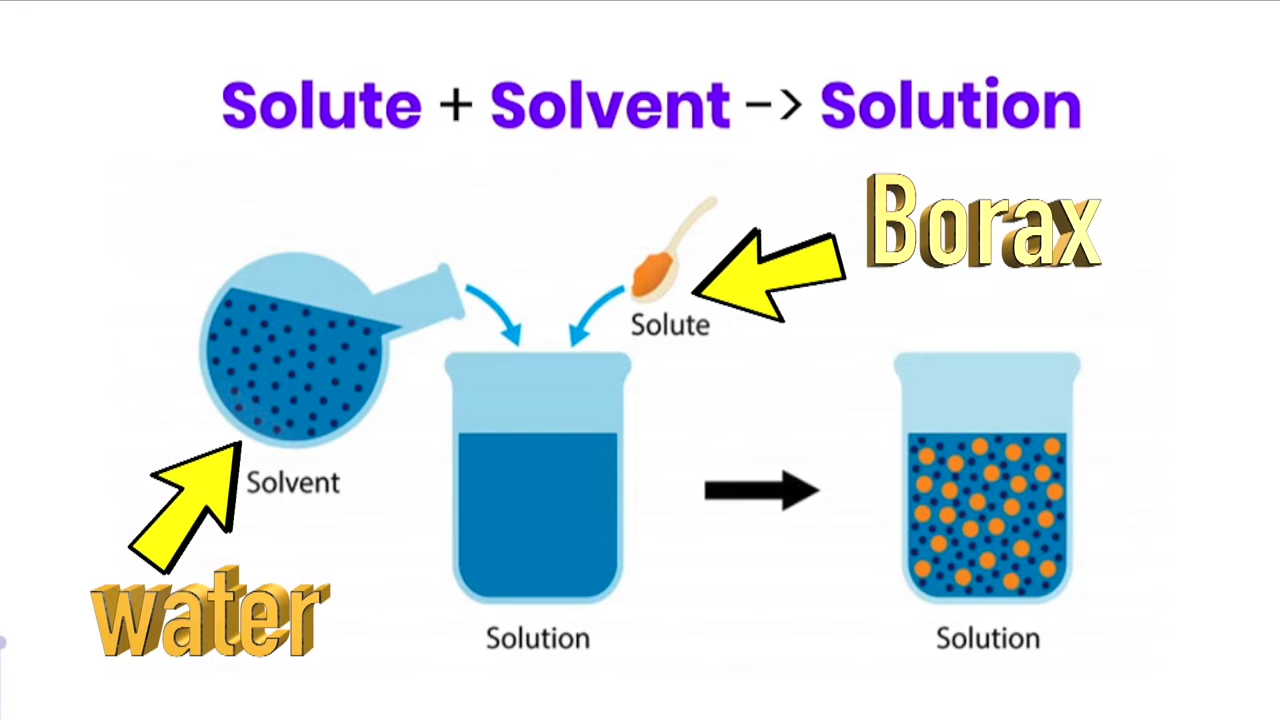 Solute + Solvent -> Solution
Borax
Solute
Solvent
water
Solution
Solution